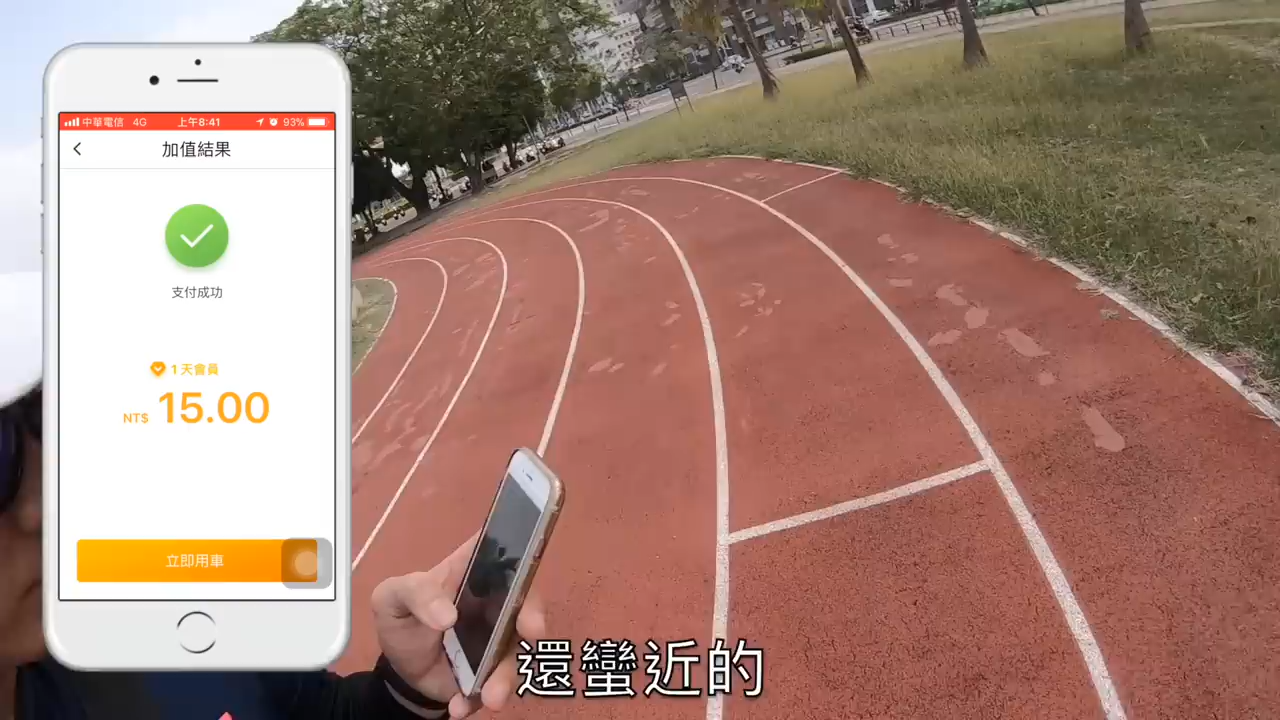 中華電信 4G 上午8:41 93%
加值結果
支付成功
1 天會員
NT$ 15.00
立即用車
還蠻近的